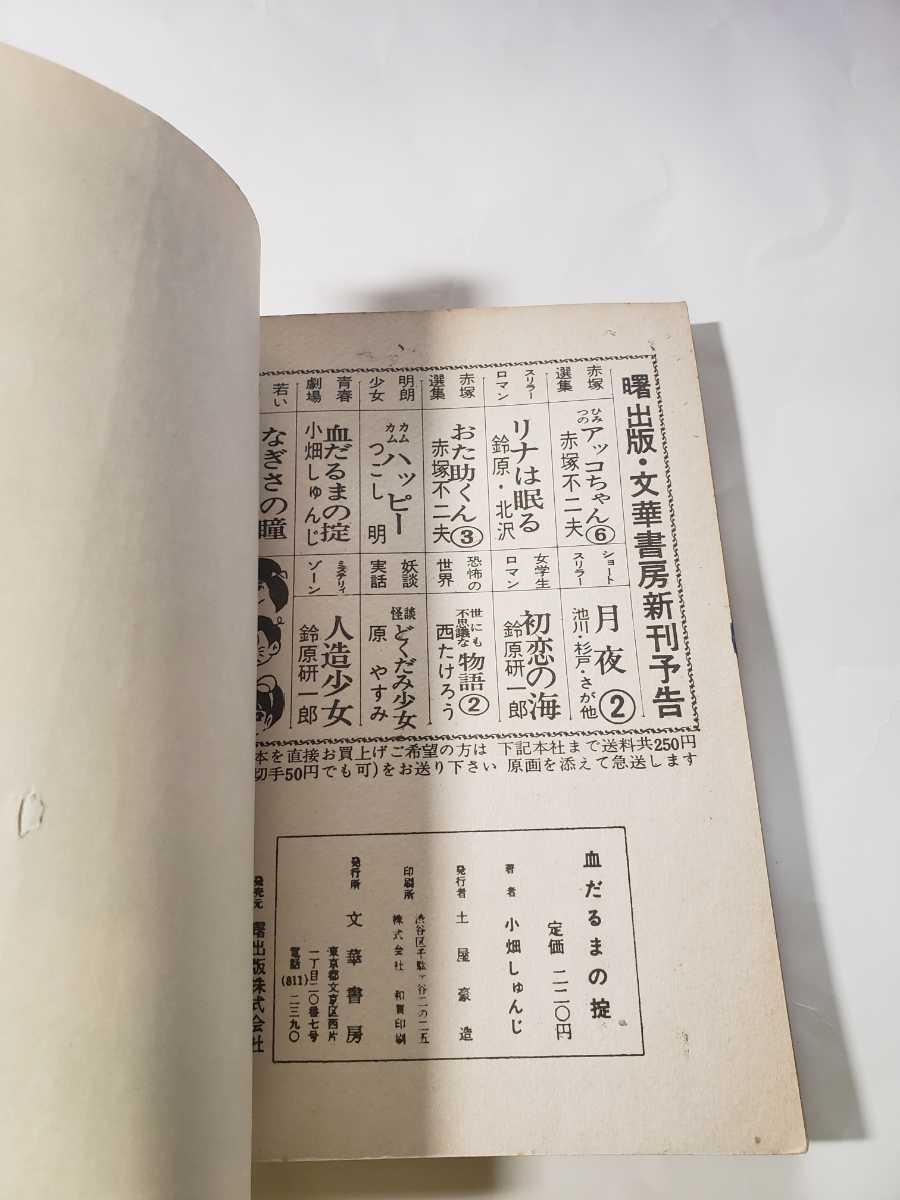 曙出版・文華書房新刊予告
赤塚選集
ひみつの
アッコちゃん⑥
赤塚不二夫
スリラーロマン
リナは眠る
鈴原・北沢
赤塚選集
おた助くん③
赤塚不二夫
明朗少女
カムカムハッピー
つこし 明
青春劇場
血だるまの掟
小畑しゅんじ
若い
なぎさの瞳
ショートスリラー
月夜②
池川・杉戸・さが他
女学生ロマン
初恋の海
鈴原研一郎
恐怖の世界
世にも不思議な物語②
西たけろう
妖談実話
怪談どくだみ少女
原 やすみ
ミステリィゾーン
人造少女
鈴原研一郎
本を直接お買上げご希望の方は 下記本社まで送料共250円
切手50円でも可)をお送り下さい 原画を添えて急送します
血だるまの掟
定価 二二〇円
著者 小畑しゅんじ
発行者 土屋豪造
印刷所 渋谷区千駄ヶ谷二の二五
株式会社 和賀印刷
発行所 文華書房
東京都文京区西片
一丁目二〇番七号
電話(811)二三九〇
発売元 曙出版株式会社